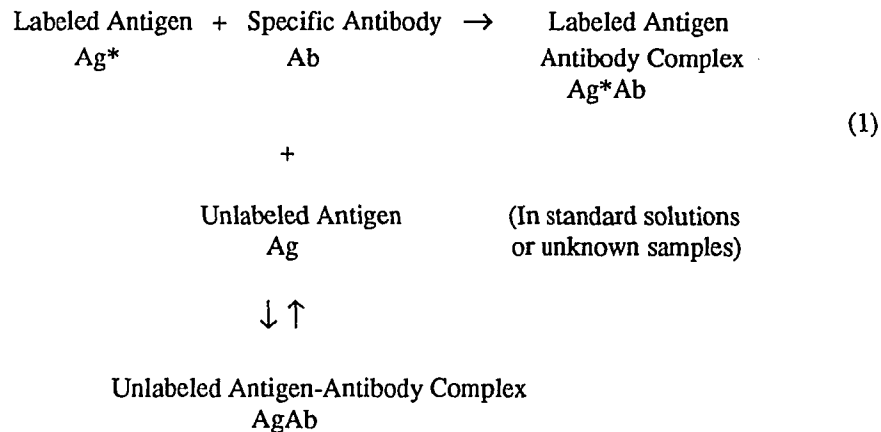 Labeled Antigen + Specific Antibody → Labeled Antigen
Ag* Ab Antibody Complex
Ag*Ab
(1)
+
Unlabeled Antigen (In standard solutions
Ag or unknown samples)
↓↑
Unlabeled Antigen-Antibody Complex
AgAb